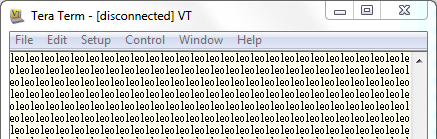 Tera Term - [disconnected] VT
File Edit Setup Control Window Help
leoleoleoleoleoleoleoleoleoleoleoleoleoleoleoleoleoleoleoleoleoleoleoleoleoleole
oleoleoleoleoleoleoleoleoleoleoleoleoleoleoleoleoleoleoleoleoleoleoleoleoleoleol
eoleoleoleoleoleoleoleoleoleoleoleoleoleoleoleoleoleoleoleoleoleoleoleoleoleoleo
leoleoleoleoleoleoleoleoleoleoleoleoleoleoleoleoleoleoleoleoleoleoleoleoleoleole
oleoleoleoleoleoleoleoleoleoleoleoleoleoleoleoleoleoleoleoleoleoleoleoleoleoleol
eoleoleoleoleoleoleoleoleoleoleoleoleoleoleoleoleoleoleoleoleoleoleoleoleoleoleo
leoleoleoleoleoleoleoleoleoleoleoleoleoleoleoleoleoleoleoleoleoleoleoleoleoleole